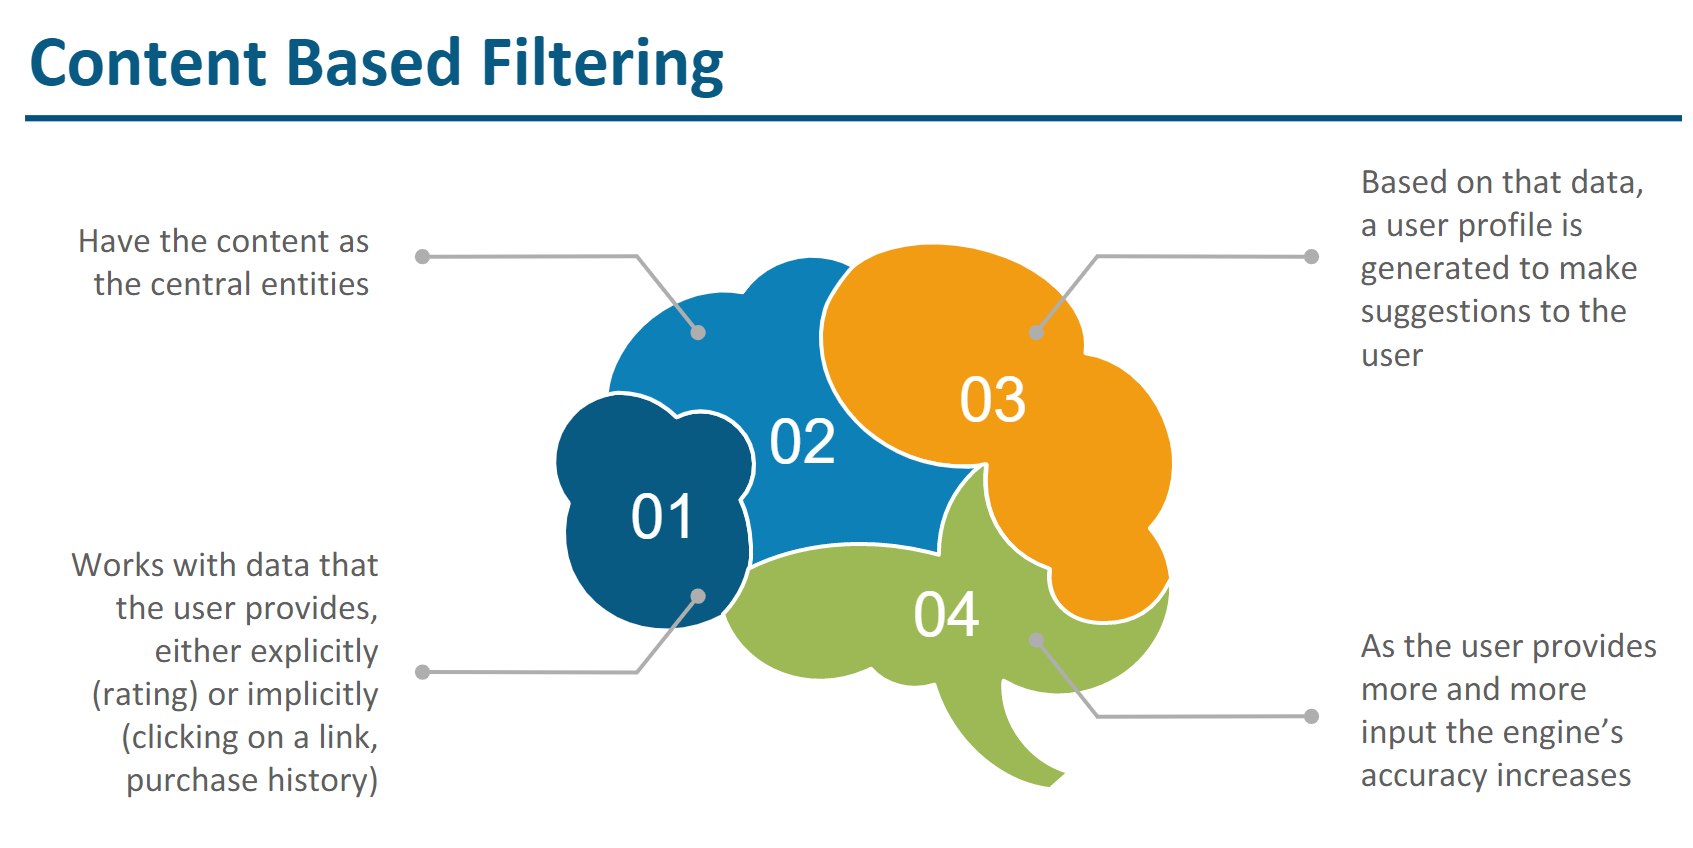 Content Based Filtering
Have the content as
the central entities
Based on that data,
a user profile is
generated to make
suggestions to the
user
03
02
01
04
Works with data that
the user provides,
either explicitly
(rating) or implicitly
(clicking on a link,
purchase history)
As the user provides
more and more
input the engine’s
accuracy increases